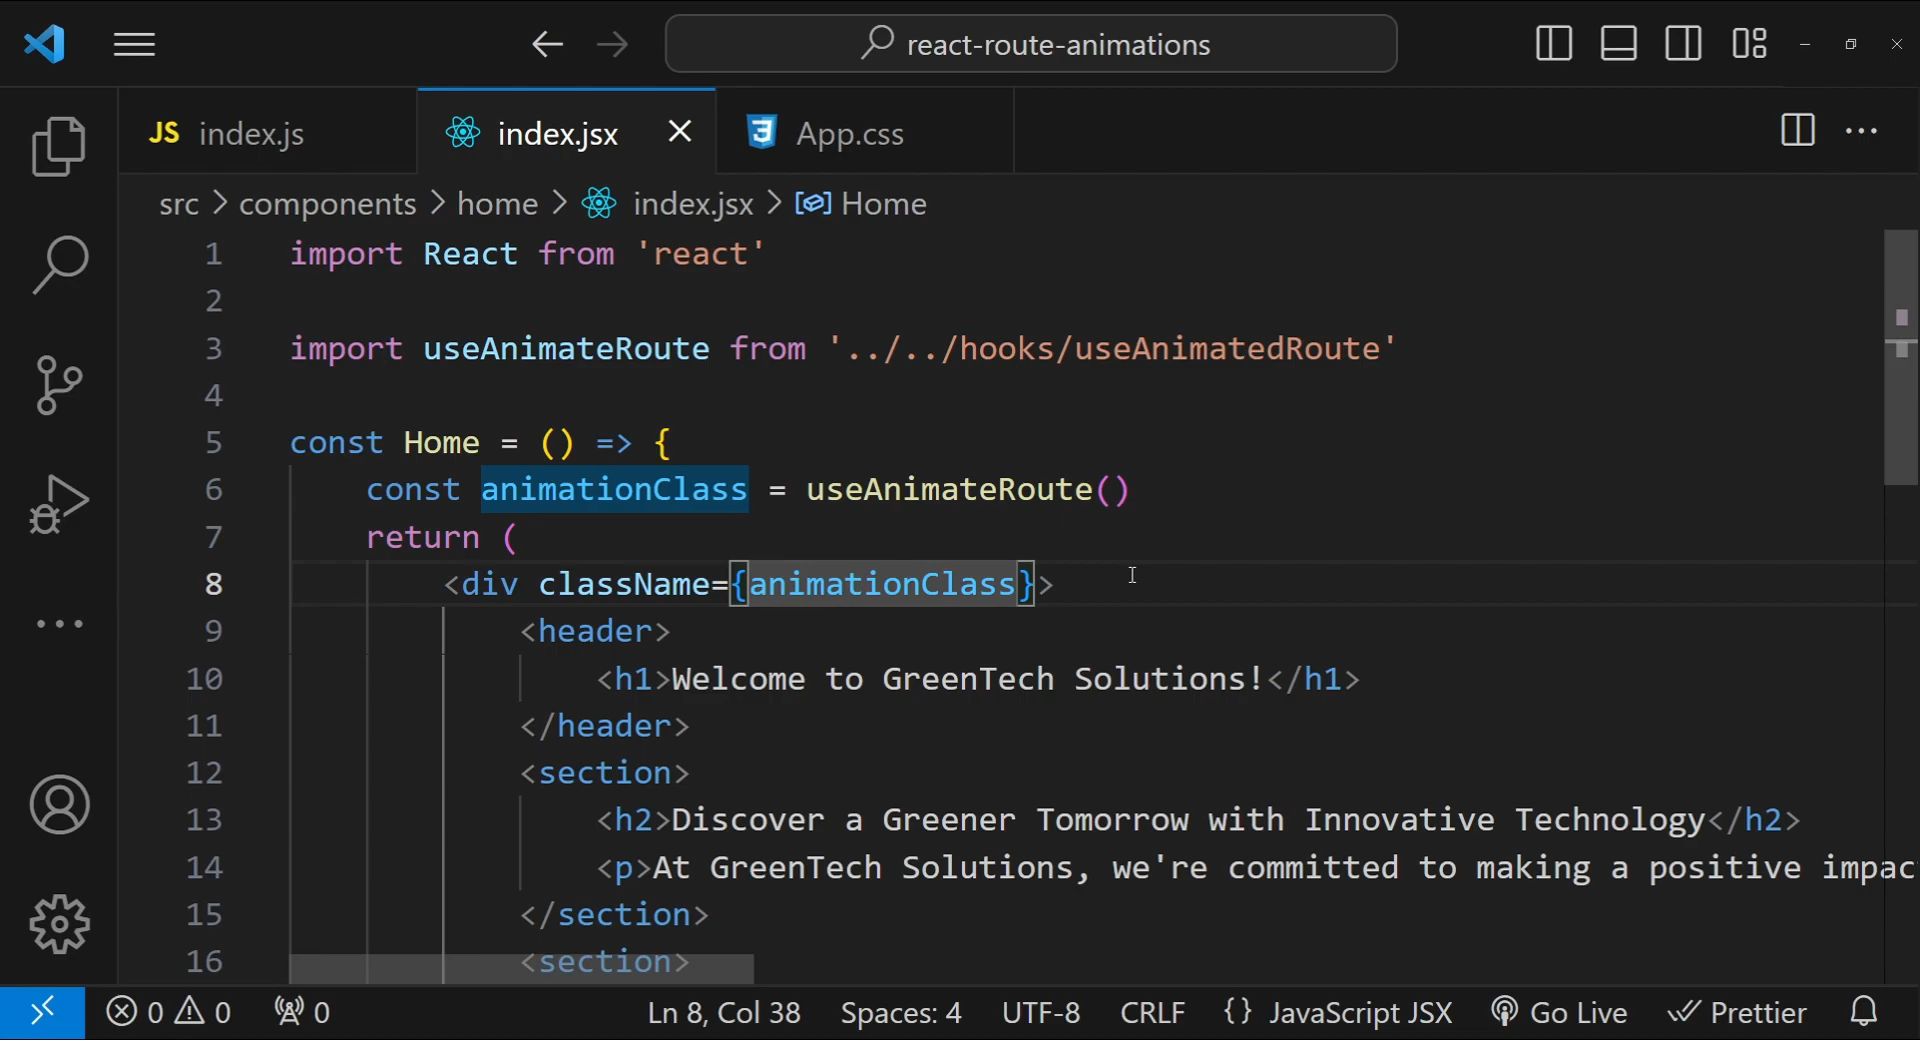 react-route-animations
JS index.js
index.jsx
App.css
src > components > home > index.jsx > Home
1 import React from 'react'
2
3 import useAnimateRoute from '../../hooks/useAnimatedRoute'
4
5 const Home = () => {
6 const animationClass = useAnimateRoute()
7 return (
8 <div className={animationClass}>
9 <header>
10 <h1>Welcome to GreenTech Solutions!</h1>
11 </header>
12 <section>
13 <h2>Discover a Greener Tomorrow with Innovative Technology</h2>
14 <p>At GreenTech Solutions, we're committed to making a positive impac
15 </section>
16 <section>
0 0 0 Ln 8, Col 38 Spaces: 4 UTF-8 CRLF {} JavaScript JSX Go Live Prettier